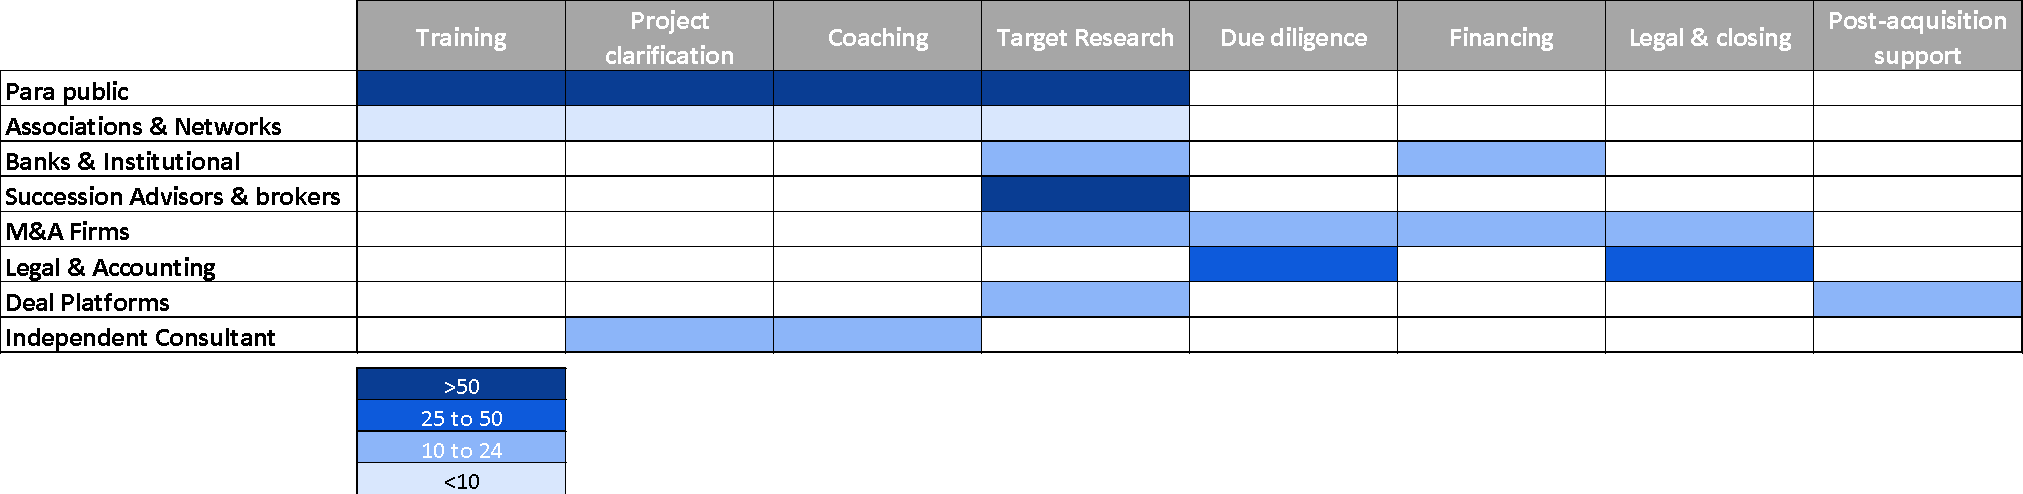 Training Project clarification Coaching Target Research Due diligence Financing Legal & closing Post-acquisition support
Para public
Associations & Networks
Banks & Institutional
Succession Advisors & brokers
M&A Firms
Legal & Accounting
Deal Platforms
Independent Consultant
>50
25 to 50
10 to 24
<10